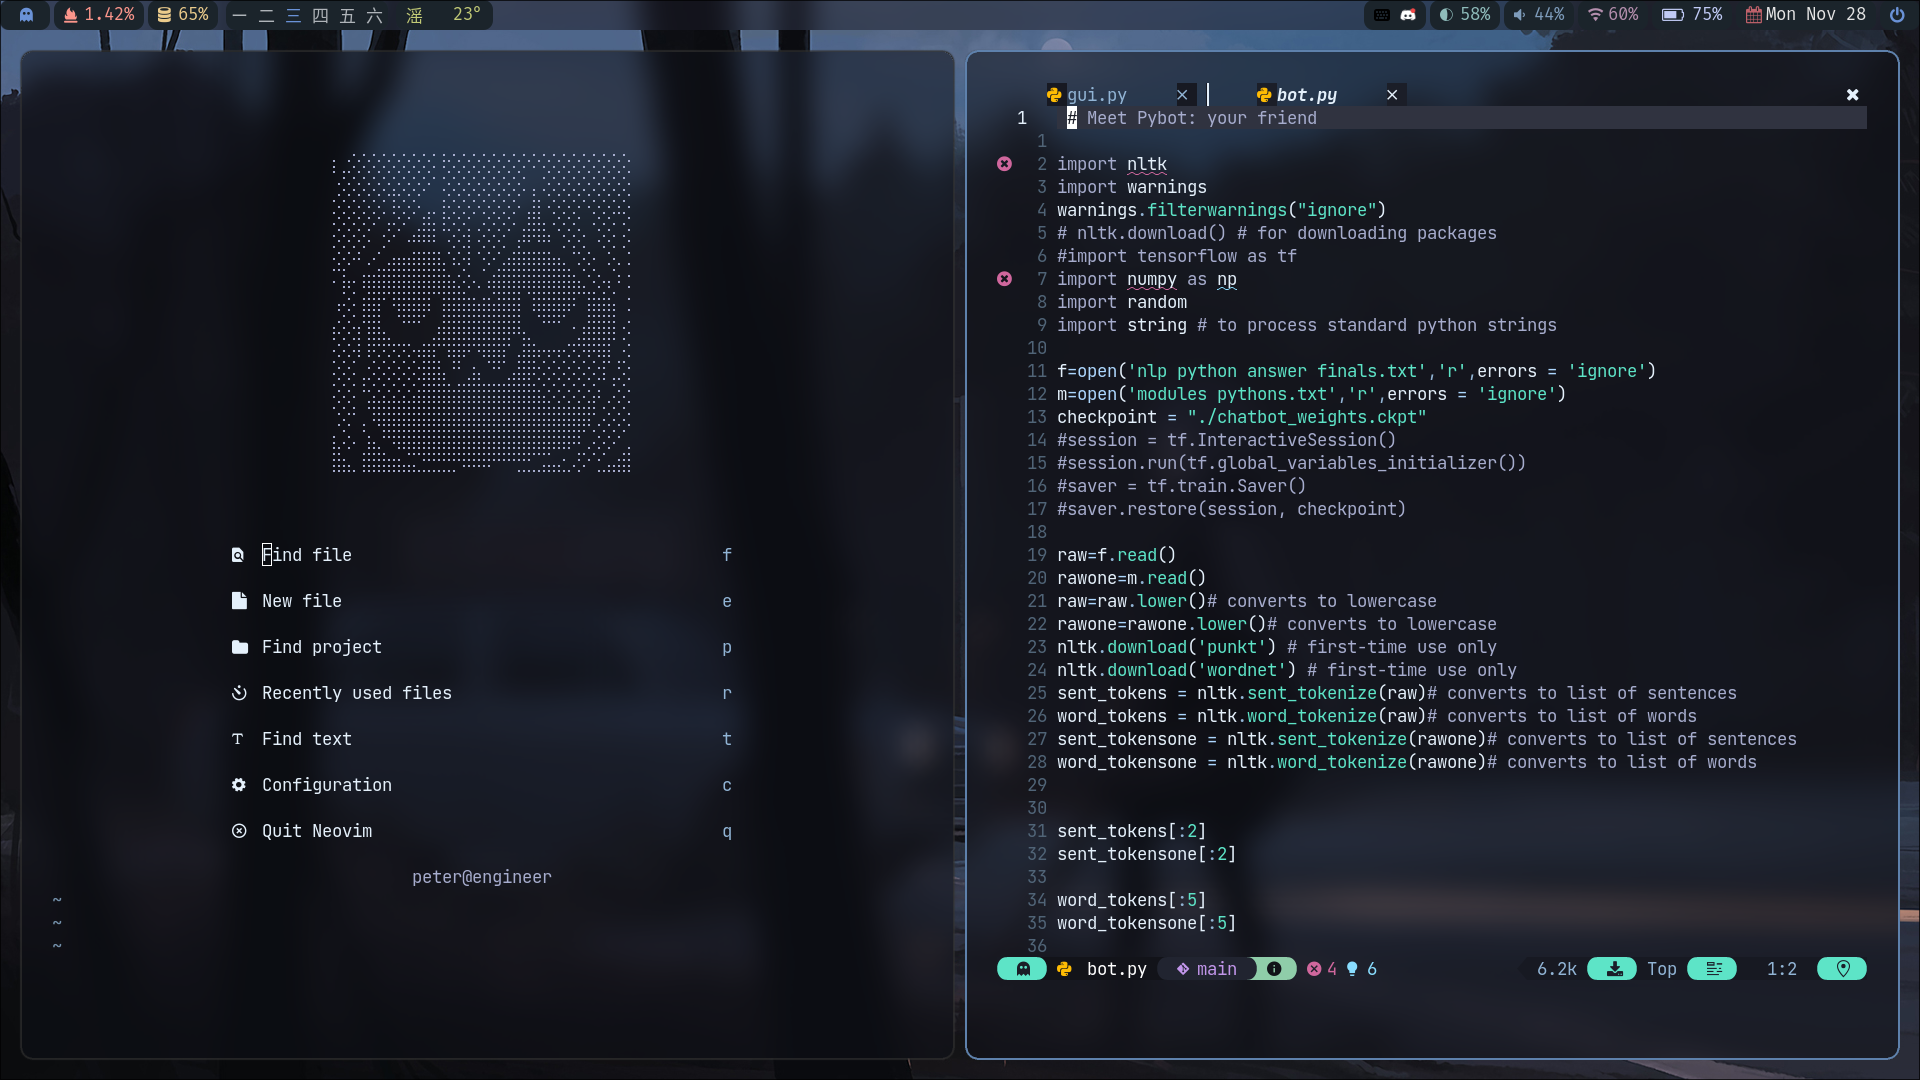 1.42% 65% 一 二 三 四 五 六 滛 23° 58% 44% 60% 75% Mon Nov 28
Find file f
New file e
Find project p
Recently used files r
Find text t
Configuration c
Quit Neovim q
peter@engineer
~
~
~
gui.py × bot.py ×
1 # Meet Pybot: your friend
1
2 import nltk
3 import warnings
4 warnings.filterwarnings("ignore")
5 # nltk.download() # for downloading packages
6 #import tensorflow as tf
7 import numpy as np
8 import random
9 import string # to process standard python strings
10
11 f=open('nlp python answer finals.txt','r',errors = 'ignore')
12 m=open('modules pythons.txt','r',errors = 'ignore')
13 checkpoint = "./chatbot_weights.ckpt"
14 #session = tf.InteractiveSession()
15 #session.run(tf.global_variables_initializer())
16 #saver = tf.train.Saver()
17 #saver.restore(session, checkpoint)
18
19 raw=f.read()
20 rawone=m.read()
21 raw=raw.lower()# converts to lowercase
22 rawone=rawone.lower()# converts to lowercase
23 nltk.download('punkt') # first-time use only
24 nltk.download('wordnet') # first-time use only
25 sent_tokens = nltk.sent_tokenize(raw)# converts to list of sentences
26 word_tokens = nltk.word_tokenize(raw)# converts to list of words
27 sent_tokensone = nltk.sent_tokenize(rawone)# converts to list of sentences
28 word_tokensone = nltk.word_tokenize(rawone)# converts to list of words
29
30
31 sent_tokens[:2]
32 sent_tokensone[:2]
33
34 word_tokens[:5]
35 word_tokensone[:5]
36
bot.py main 4 6 6.2k Top 1:2